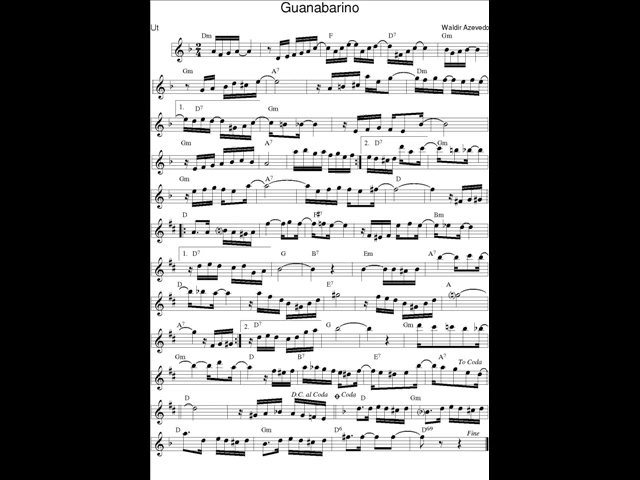 Guanabarino
Ut Waldir Azevedo
Dm F D7 Gm
Gm A7 Dm
1. D7 Gm
Gm A7 2. D7 Gm
Gm A7 D
D F#7 Bm
1. D7 G B7 Em A7
D E7 A
A7 2. D7 G Gm
Gm D B7 E7 A7 To Coda
D D.C. al Coda Coda D Gm
D Gm D6 D69 Fine